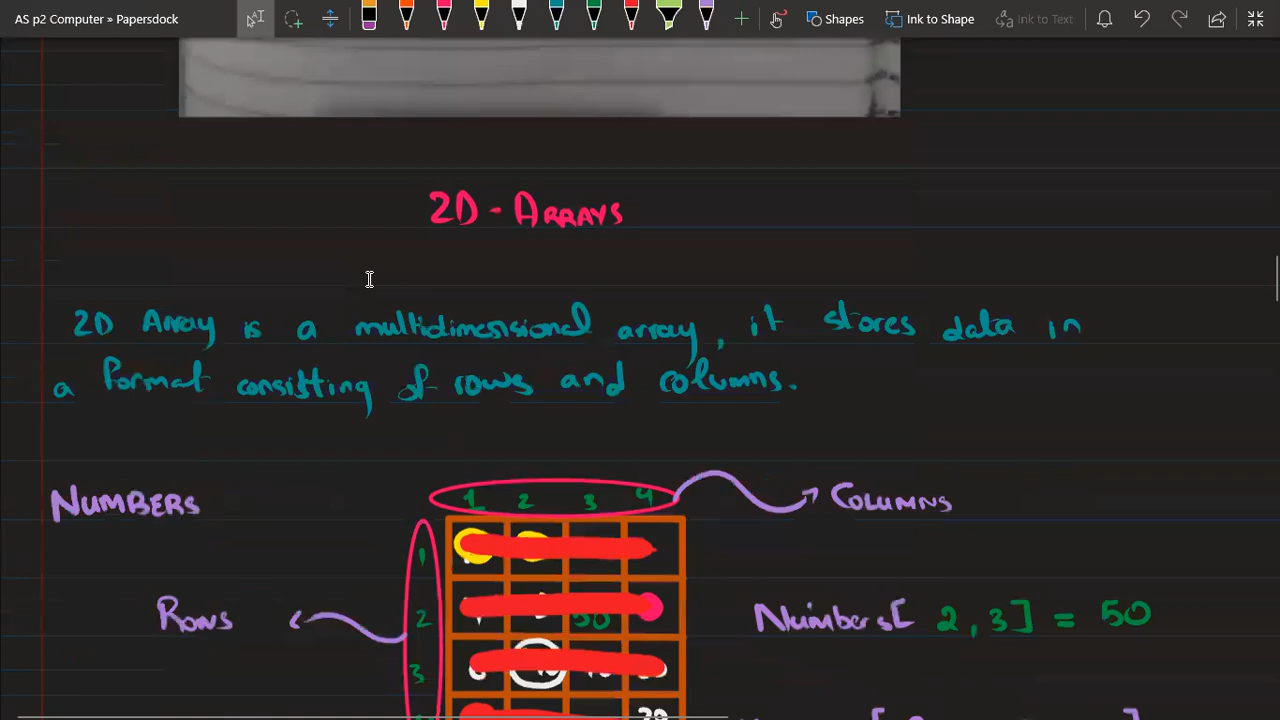 AS p2 Computer » Papersdock
Shapes
Ink to Shape
Ink to Text
2D - ARRAYS
2D Array is a multidimensional array, it stores data in
a format consisting of rows and columns.
NUMBERS
1 2 3 4
COLUMNS
1
ROWS
2
50
Numbers[ 2, 3 ] = 50
3